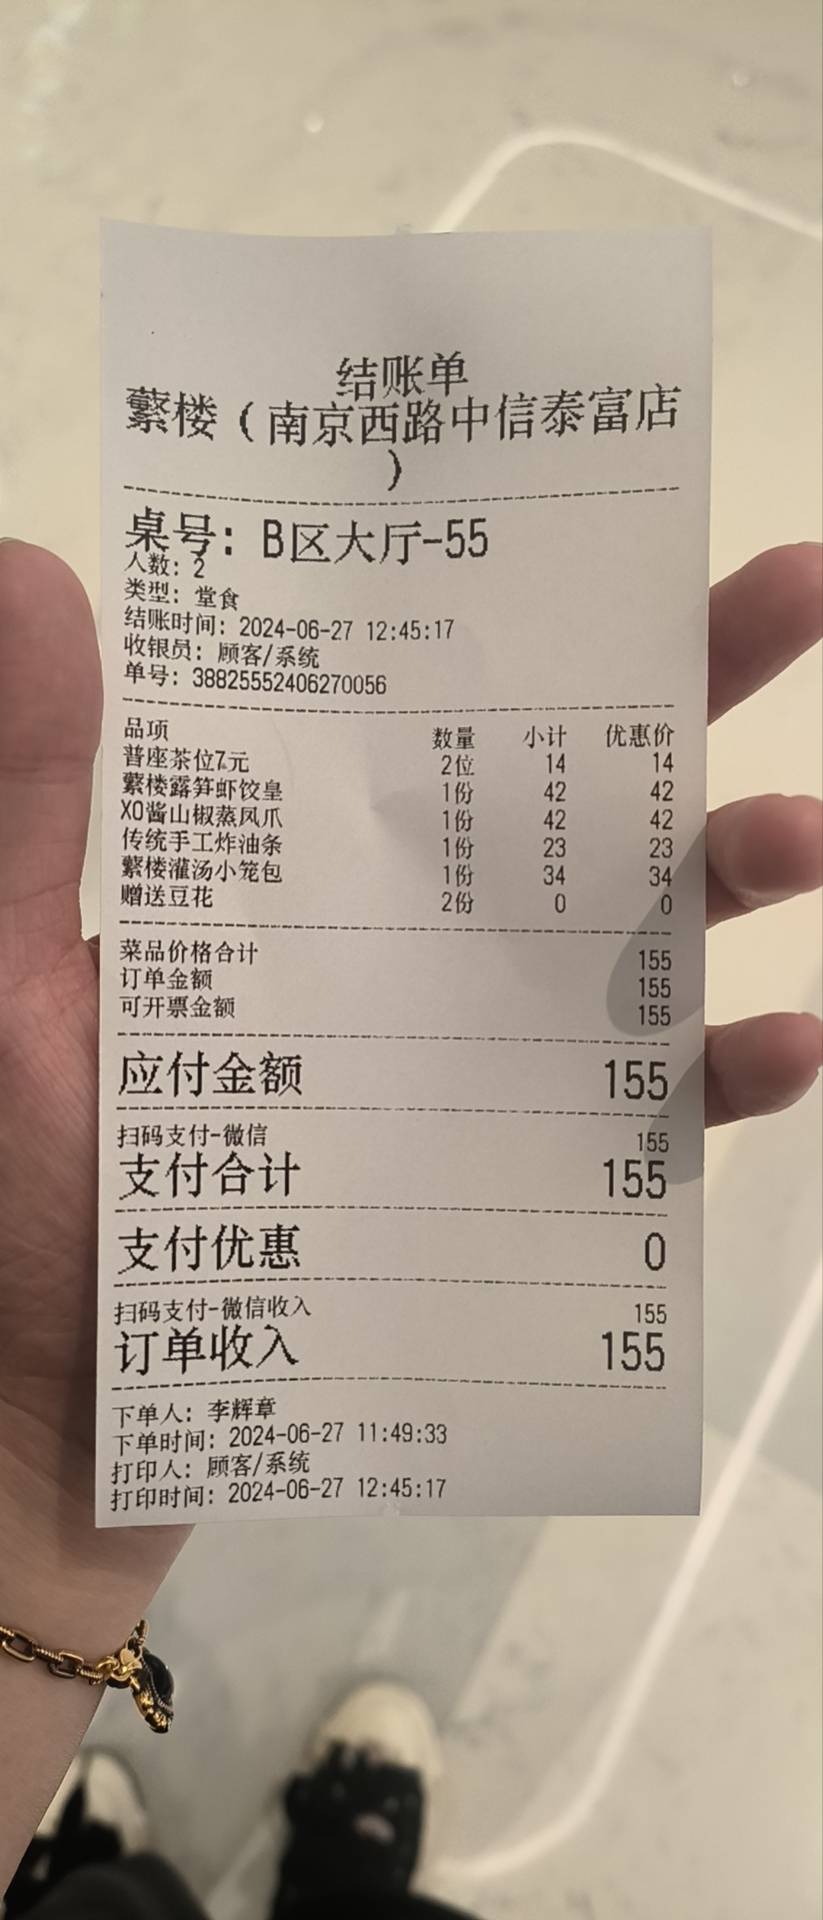 结账单
蘩楼（南京西路中信泰富店
）
桌号：B区大厅-55
人数：2
类型：堂食
结账时间：2024-06-27 12:45:17
收银员：顾客/系统
单号：38825552406270056
品项 数量 小计 优惠价
普座茶位7元 2位 14 14
蘩楼露笋虾饺皇 1份 42 42
XO酱山椒蒸凤爪 1份 42 42
传统手工炸油条 1份 23 23
蘩楼灌汤小笼包 1份 34 34
赠送豆花 2份 0 0
菜品价格合计 155
订单金额 155
可开票金额 155
应付金额 155
扫码支付-微信 155
支付合计 155
支付优惠 0
扫码支付-微信收入 155
订单收入 155
下单人：李辉章
下单时间：2024-06-27 11:49:33
打印人：顾客/系统
打印时间：2024-06-27 12:45:17